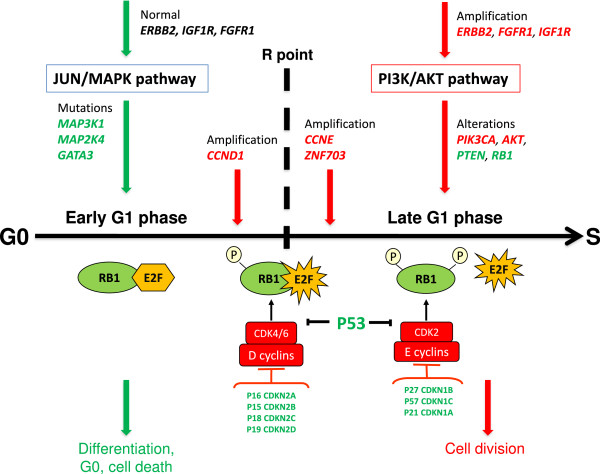 Normal
ERBB2, IGF1R, FGFR1
JUN/MAPK pathway
Mutations
MAP3K1
MAP2K4
GATA3
R point
Amplification
CCND1
Amplification
CCNE
ZNF703
Amplification
ERBB2, FGFR1, IGF1R
PI3K/AKT pathway
Alterations
PIK3CA, AKT,
PTEN, RB1
Early G1 phase
Late G1 phase
G0
S
RB1
E2F
P
RB1
E2F
P
P
RB1
E2F
CDK4/6
D cyclins
P53
CDK2
E cyclins
P16 CDKN2A
P15 CDKN2B
P18 CDKN2C
P19 CDKN2D
P27 CDKN1B
P57 CDKN1C
P21 CDKN1A
Differentiation,
G0, cell death
Cell division